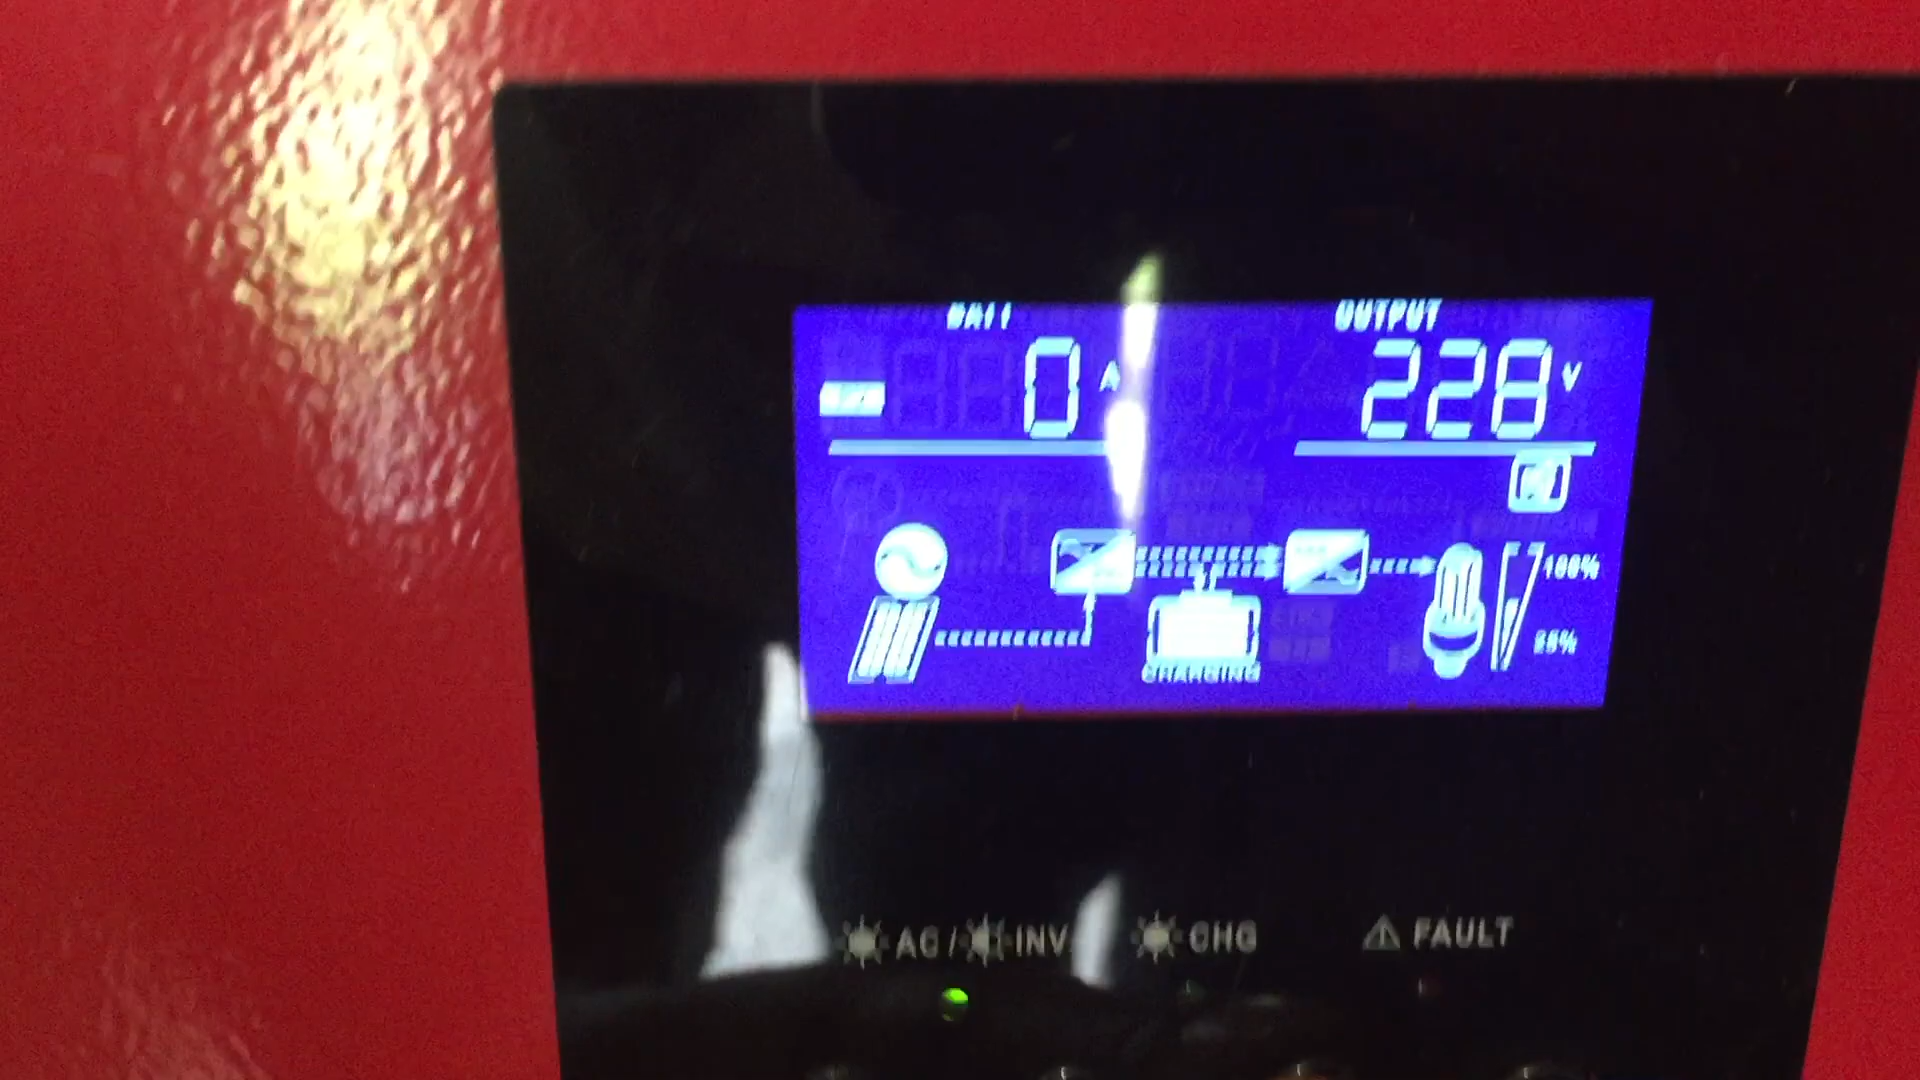 BATT OUTPUT
0 A 228 V
100%
25%
CHARGING
AC / INV CHG FAULT